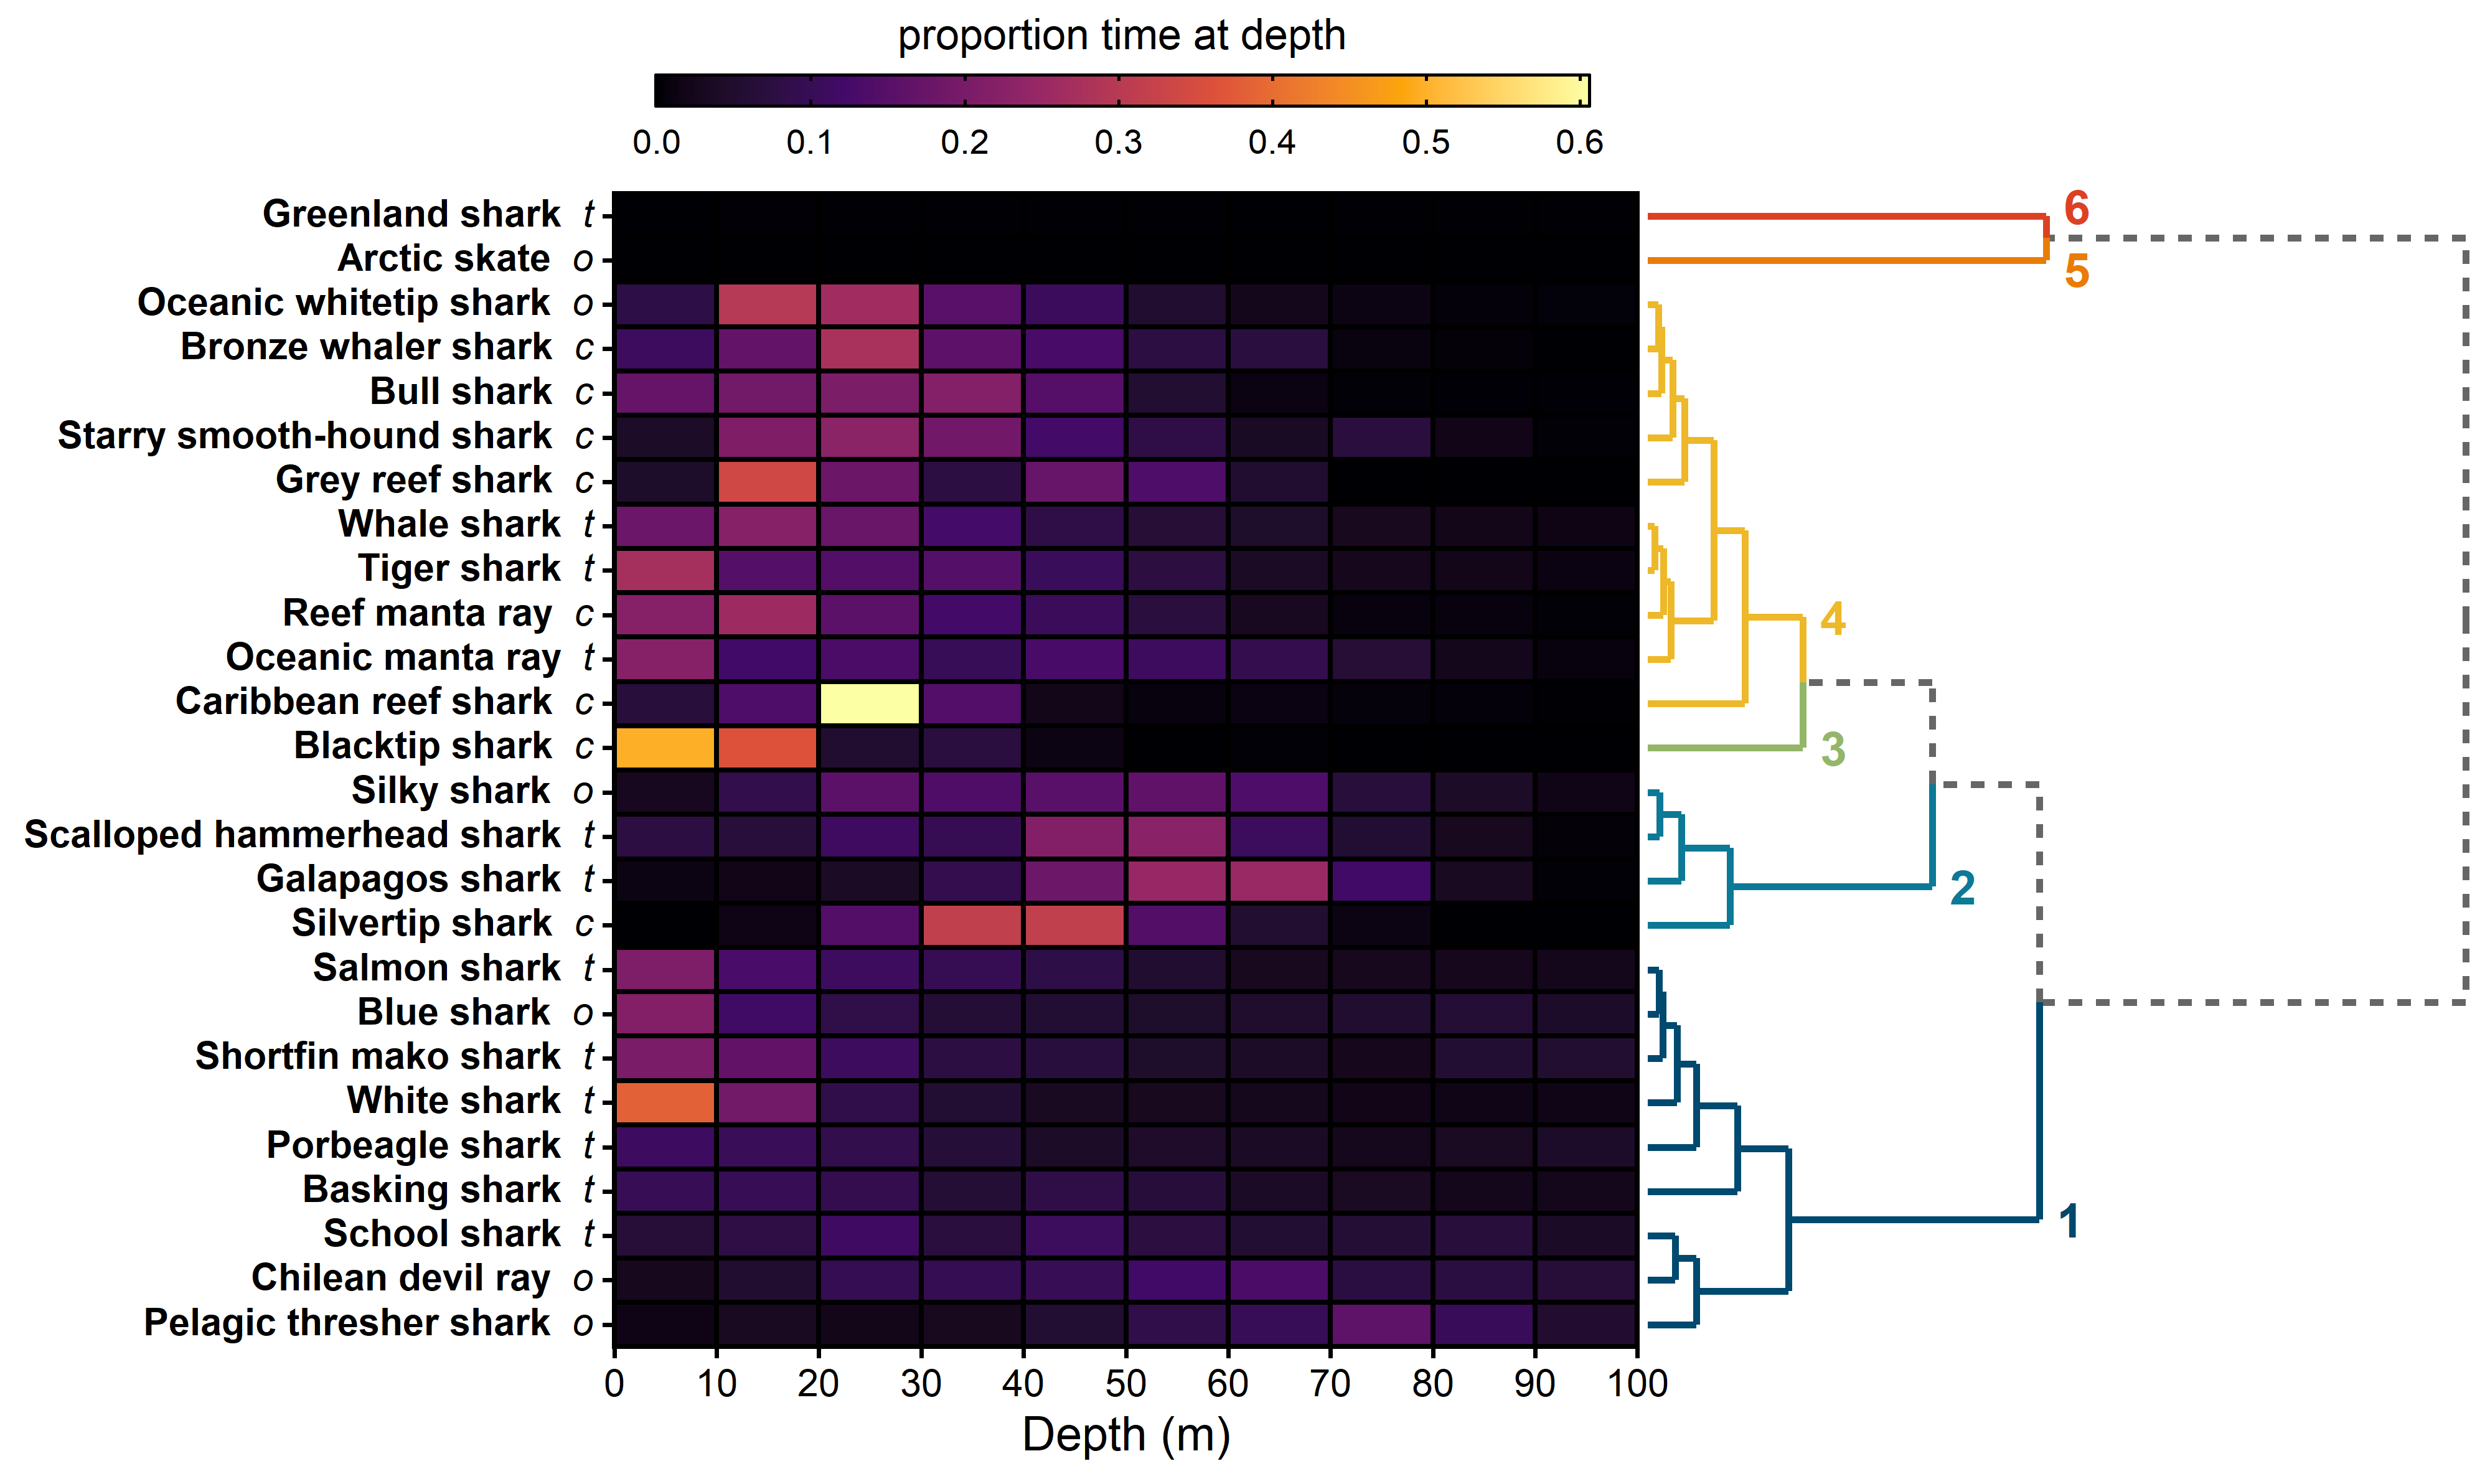 proportion time at depth
0.0 0.1 0.2 0.3 0.4 0.5 0.6
Greenland shark t
Arctic skate o
Oceanic whitetip shark o
Bronze whaler shark c
Bull shark c
Starry smooth-hound shark c
Grey reef shark c
Whale shark t
Tiger shark t
Reef manta ray c
Oceanic manta ray t
Caribbean reef shark c
Blacktip shark c
Silky shark o
Scalloped hammerhead shark t
Galapagos shark t
Silvertip shark c
Salmon shark t
Blue shark o
Shortfin mako shark t
White shark t
Porbeagle shark t
Basking shark t
School shark t
Chilean devil ray o
Pelagic thresher shark o
0 10 20 30 40 50 60 70 80 90 100
Depth (m)
6
5
4
3
2
1